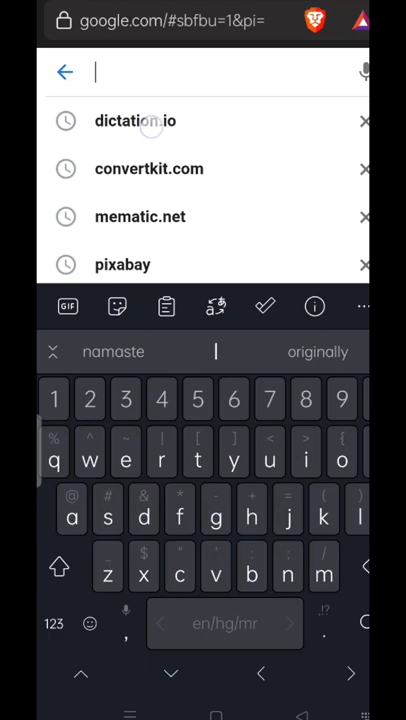 google.com/#sbfbu=1&pi=
dictation.io
convertkit.com
mematic.net
pixabay
GIF
namaste | originally
1 2 3 4 5 6 7 8 9
% ^ ~ | [ ] < > {
q w e r t y u i o
@ # & * - + = ( )
a s d f g h j k l
_ $ " ' : ; /
z x c v b n m
123 , en/hg/mr ,!? .